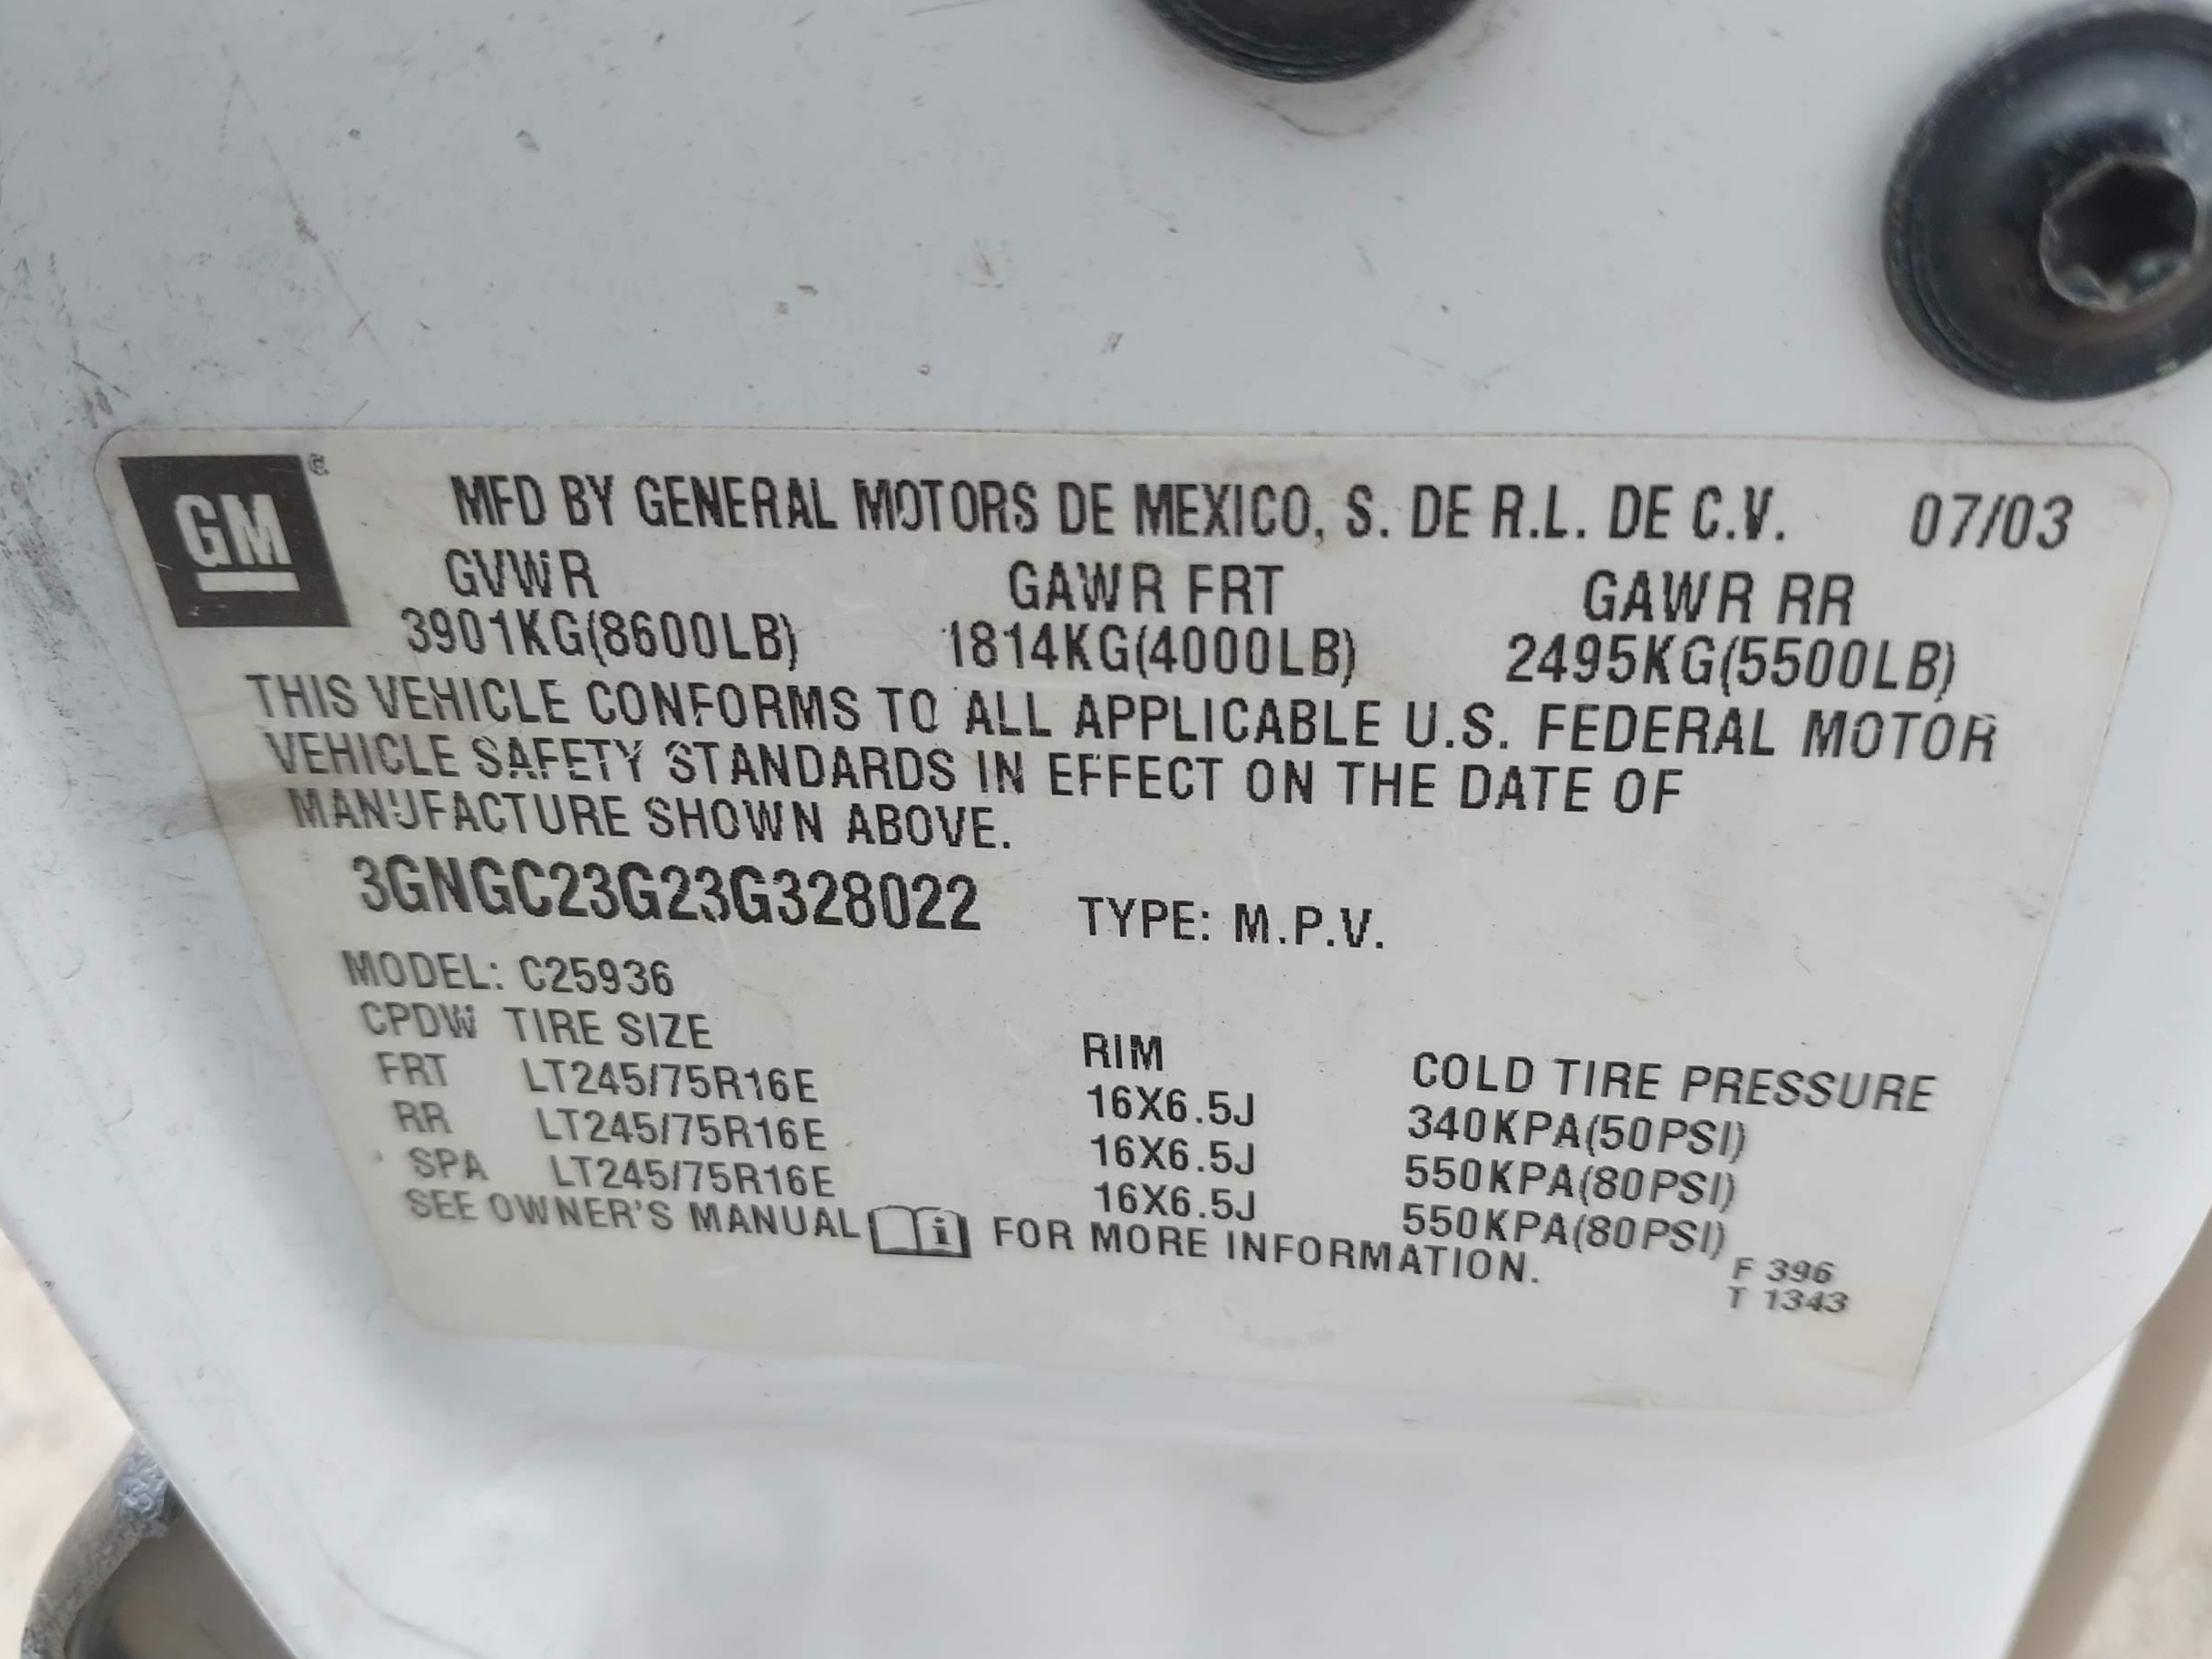 GM ®
MFD BY GENERAL MOTORS DE MEXICO, S. DE R.L. DE C.V. 07/03
GVWR GAWR FRT GAWR RR
3901KG(8600LB) 1814KG(4000LB) 2495KG(5500LB)
THIS VEHICLE CONFORMS TO ALL APPLICABLE U.S. FEDERAL MOTOR
VEHICLE SAFETY STANDARDS IN EFFECT ON THE DATE OF
MANUFACTURE SHOWN ABOVE.
3GNGC23G23G328022 TYPE: M.P.V.
MODEL: C25936
CPDW TIRE SIZE RIM COLD TIRE PRESSURE
FRT LT245/75R16E 16X6.5J 340KPA(50PSI)
RR LT245/75R16E 16X6.5J 550KPA(80PSI)
SPA LT245/75R16E 16X6.5J 550KPA(80PSI)
SEE OWNER'S MANUAL i FOR MORE INFORMATION.
F 396
T 1343